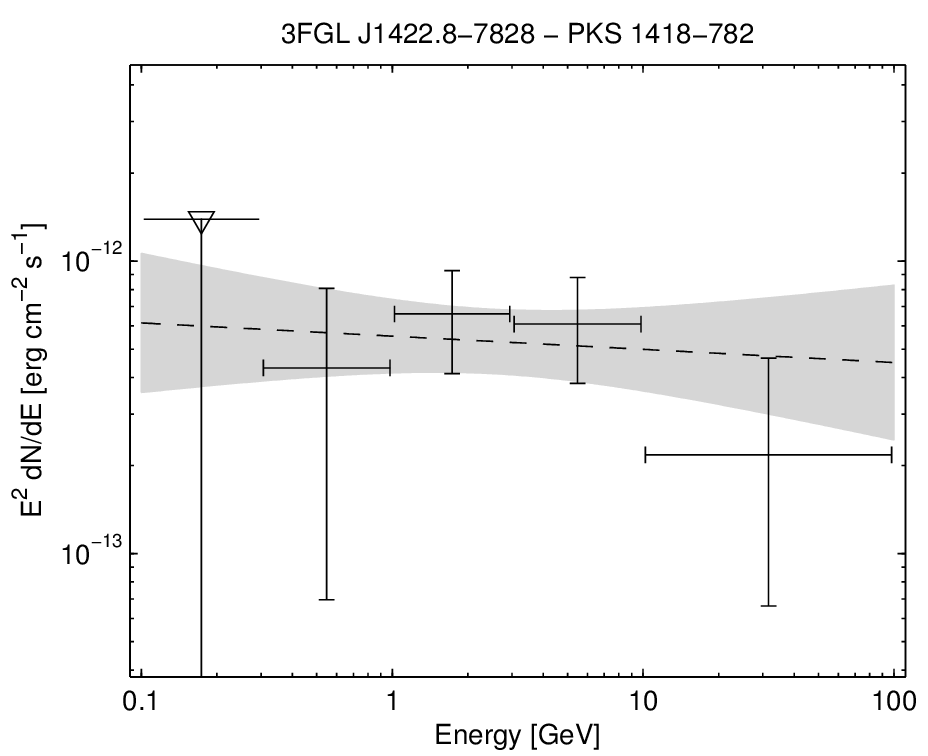 3FGL J1422.8−7828 − PKS 1418−782
E² dN/dE [erg cm⁻² s⁻¹]
10⁻¹²
10⁻¹³
0.1 1 10 100
Energy [GeV]